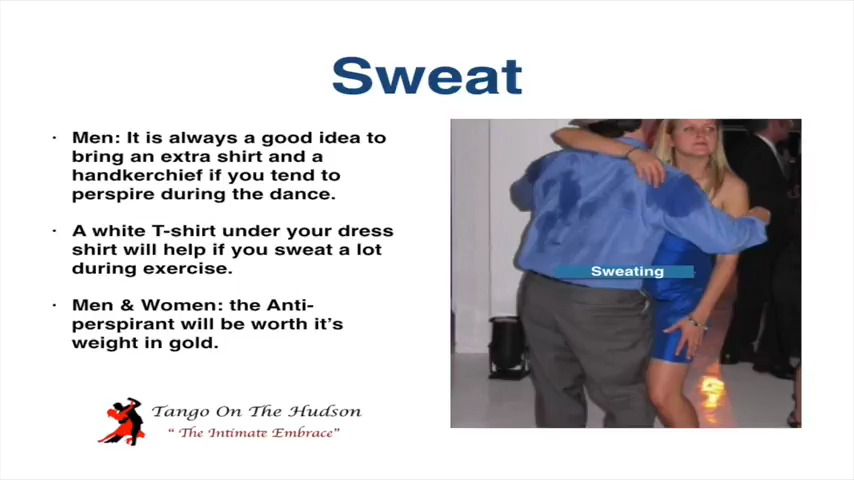 Sweat
· Men: It is always a good idea to
bring an extra shirt and a
handkerchief if you tend to
perspire during the dance.
· A white T-shirt under your dress
shirt will help if you sweat a lot
during exercise.
· Men & Women: the Anti-
perspirant will be worth it's
weight in gold.
Sweating
Tango On The Hudson
“ The Intimate Embrace”